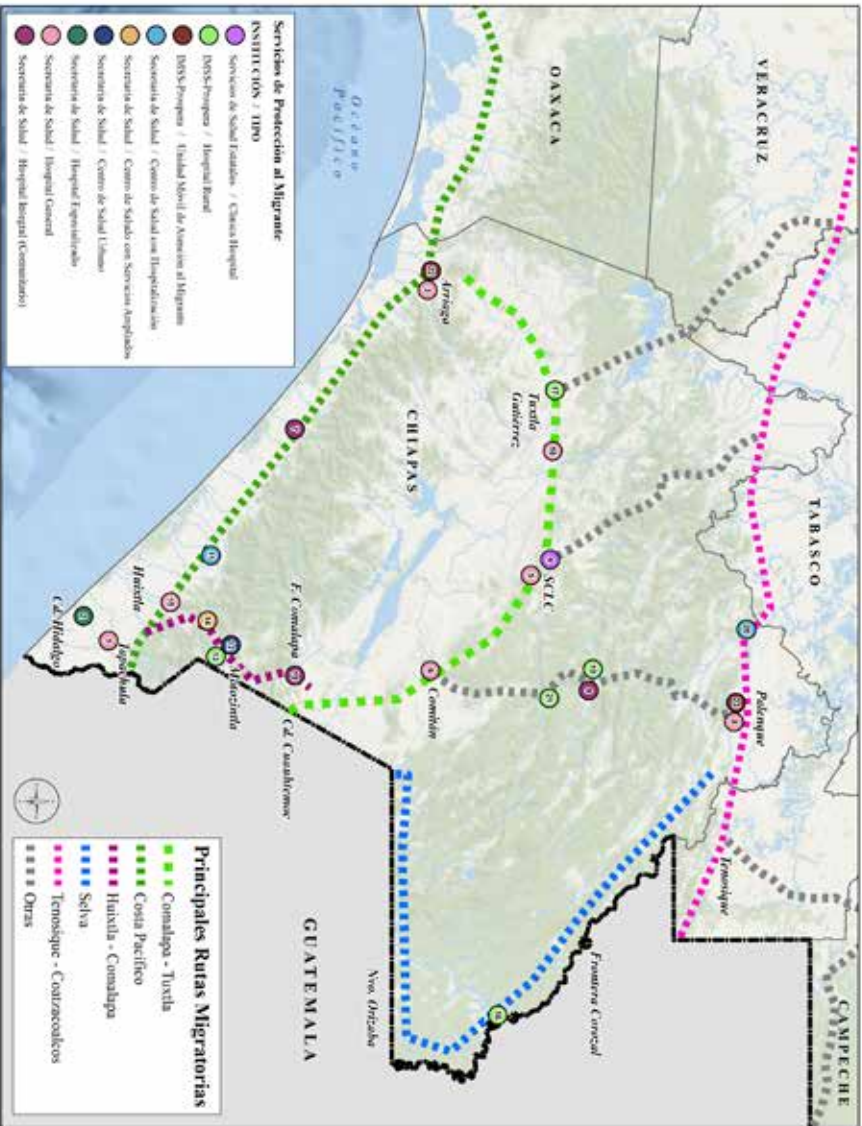 VERACRUZ
TABASCO
CAMPECHE
OAXACA
Océano
Pacífico
CHIAPAS
GUATEMALA
Arriaga
Tuxtla
Gutiérrez
SCLC
Comitán
Palenque
Tenosique
Frontera Corozal
Nvo. Orizaba
Cd. Cuauhtemoc
F. Comalapa
Motozintla
Huixtla
Tapachula
Cd. Hidalgo
Servicios de Protección al Migrante
INSTITUCIÓN / TIPO
Servicios de Salud Estatales / Clínica Hospital
IMSS-Prospera / Hospital Rural
IMSS-Prospera / Unidad Móvil de Atención al Migrante
Secretaría de Salud / Centro de Salud con Hospitalización
Secretaría de Salud / Centro de Salud con Servicios Ampliados
Secretaría de Salud / Centro de Salud Urbano
Secretaría de Salud / Hospital Especializado
Secretaría de Salud / Hospital General
Secretaría de Salud / Hospital Integral (Comunitario)
Principales Rutas Migratorias
Comalapa - Tuxtla
Costa Pacífico
Huixtla - Comalapa
Selva
Tenosique - Coatzacoalcos
Otras